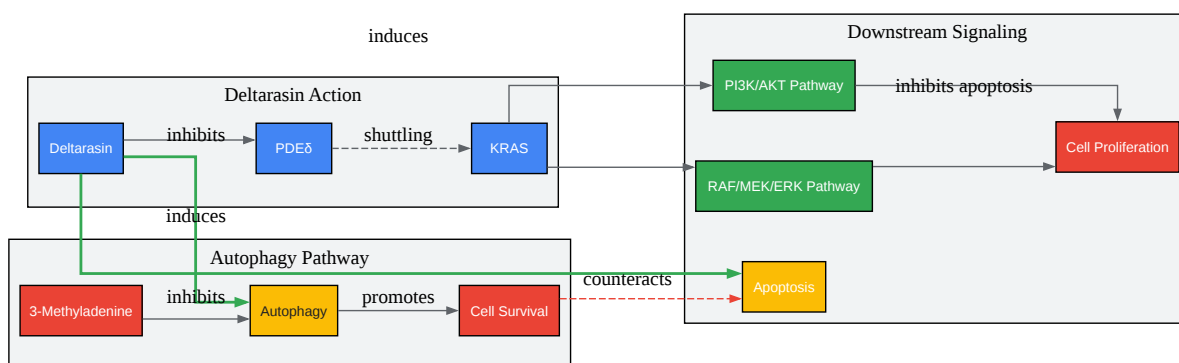 induces
Downstream Signaling
PI3K/AKT Pathway
inhibits apoptosis
Deltarasin Action
Deltarasin
inhibits
PDEδ
shuttling
KRAS
Cell Proliferation
RAF/MEK/ERK Pathway
induces
Autophagy Pathway
counteracts
Apoptosis
3-Methyladenine
inhibits
Autophagy
promotes
Cell Survival